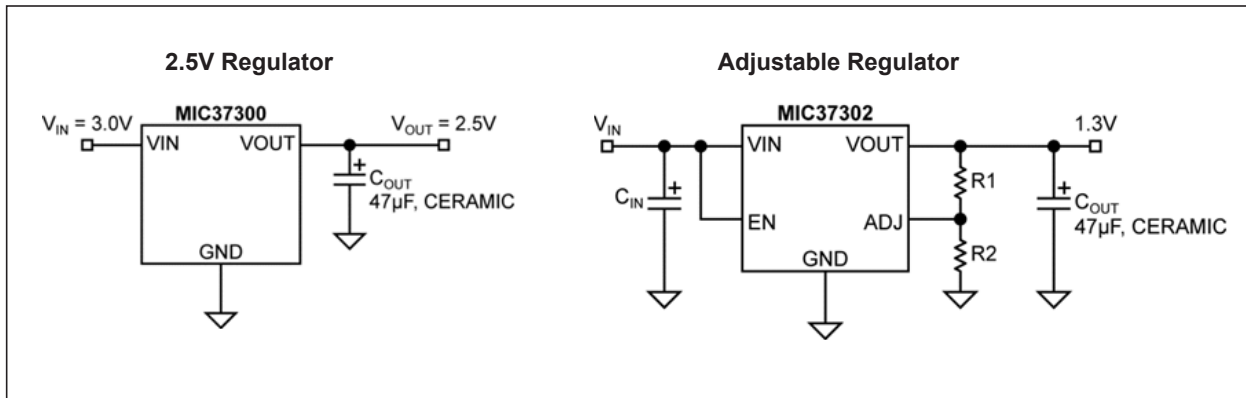 2.5V Regulator
MIC37300
V_IN = 3.0V
VIN
VOUT
V_OUT = 2.5V
C_OUT
47µF, CERAMIC
GND
Adjustable Regulator
MIC37302
V_IN
VIN
VOUT
1.3V
C_IN
EN
ADJ
R1
R2
C_OUT
47µF, CERAMIC
GND